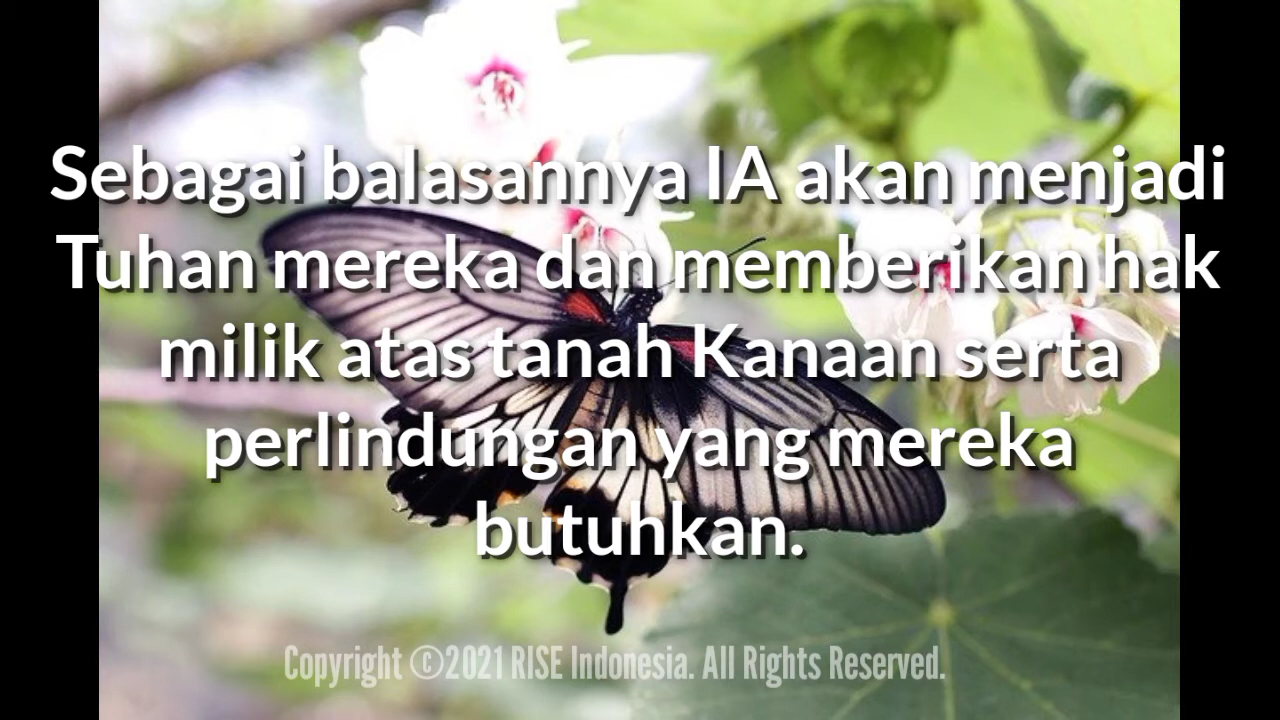 Sebagai balasannya IA akan menjadi
Tuhan mereka dan memberikan hak
milik atas tanah Kanaan serta
perlindungan yang mereka
butuhkan.
Copyright ©2021 RISE Indonesia. All Rights Reserved.